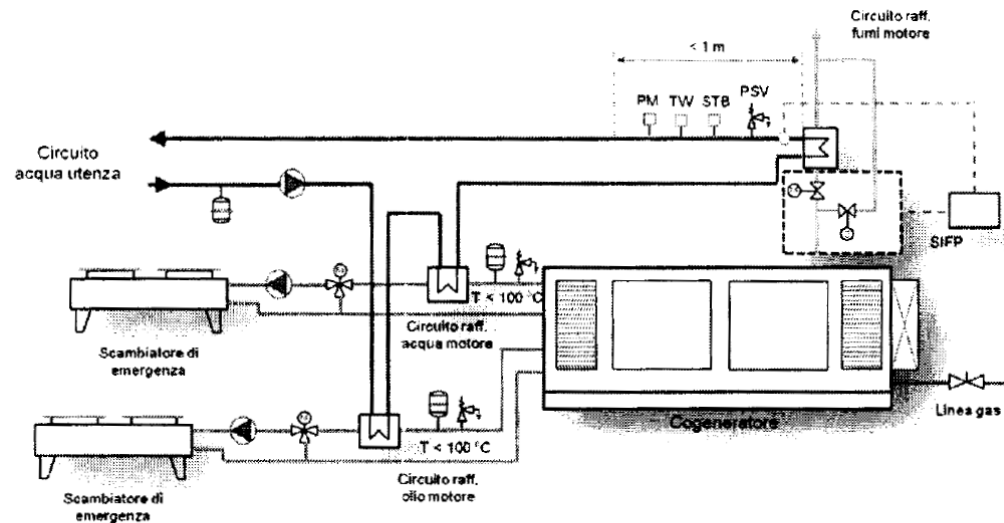 Circuito raff.
fumi motore
< 1 m
PM
TW
STB
PSV
Circuito
acqua utenza
SIFP
T < 100 °C
Circuito raff.
acqua motore
Scambiatore di
emergenza
Linea gas
Cogeneratore
T < 100 °C
Circuito raff.
olio motore
Scambiatore di
emergenza